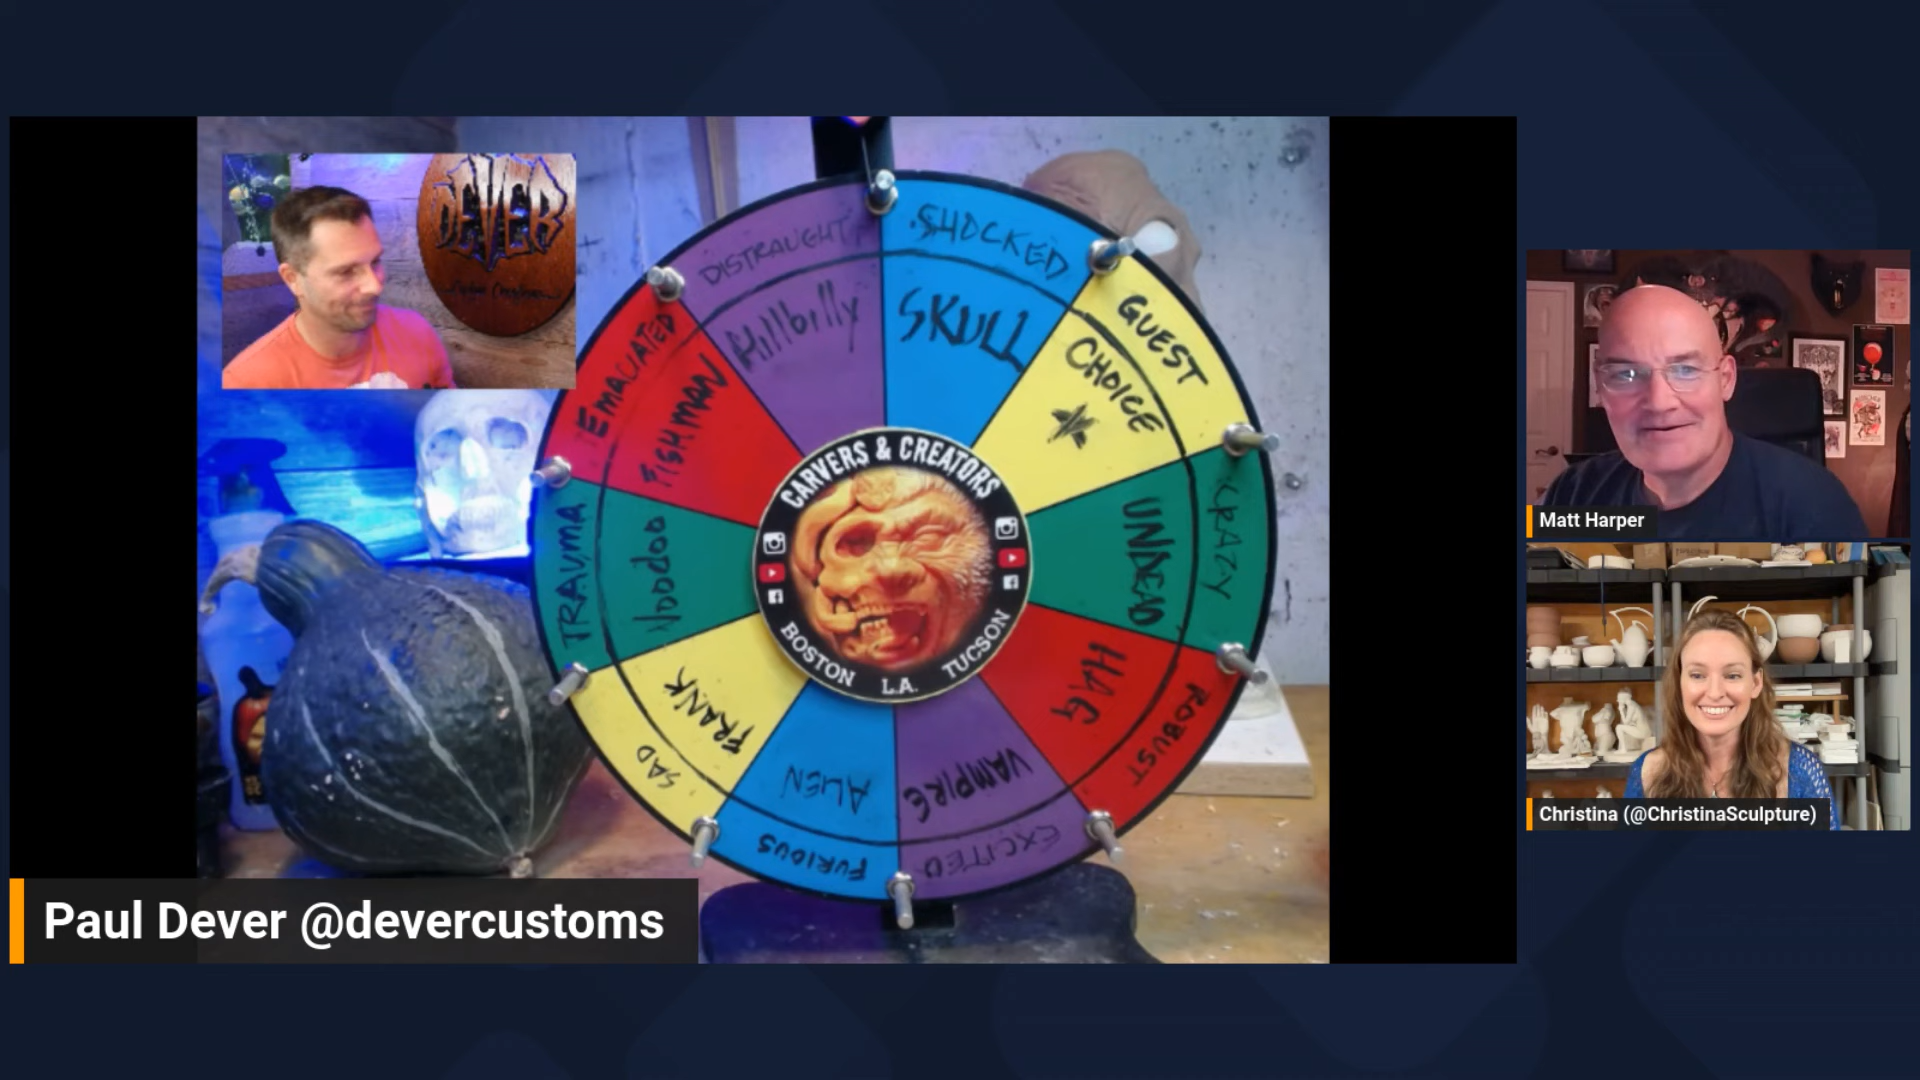 DEVER
DISTRAUGHT
Hillbilly
SHOCKED
SKULL
GUEST
CHOICE
CRAZY
UNDEAD
ROBUST
HAG
EXCITED
VAMPIRE
FURIOUS
ALIEN
SAD
FRANK
TRAUMA
Voodoo
EMACIATED
FISHMAN
CARVERS & CREATORS
BOSTON L.A. TUCSON
Paul Dever @devercustoms
Matt Harper
Christina (@ChristinaSculpture)